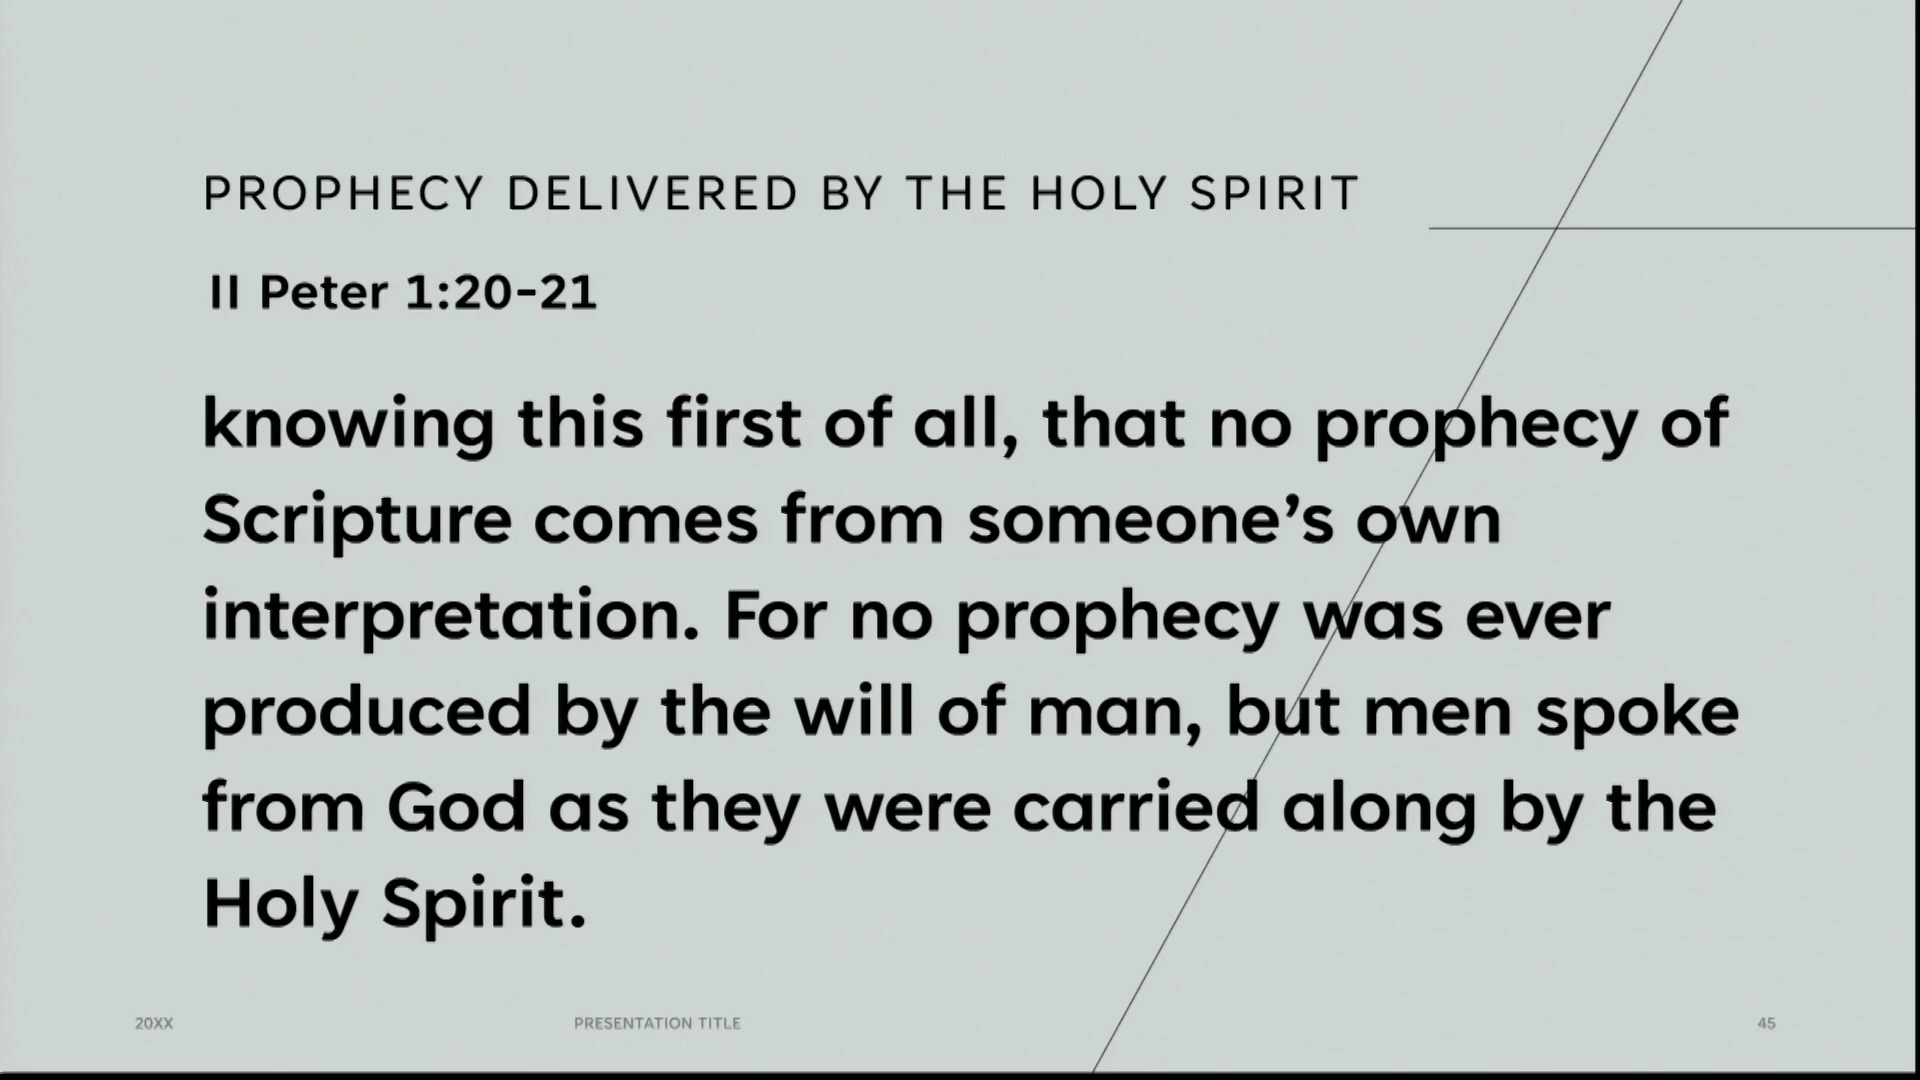 PROPHECY DELIVERED BY THE HOLY SPIRIT
II Peter 1:20-21
knowing this first of all, that no prophecy of
Scripture comes from someone’s own
interpretation. For no prophecy was ever
produced by the will of man, but men spoke
from God as they were carried along by the
Holy Spirit.
20XX
PRESENTATION TITLE
45